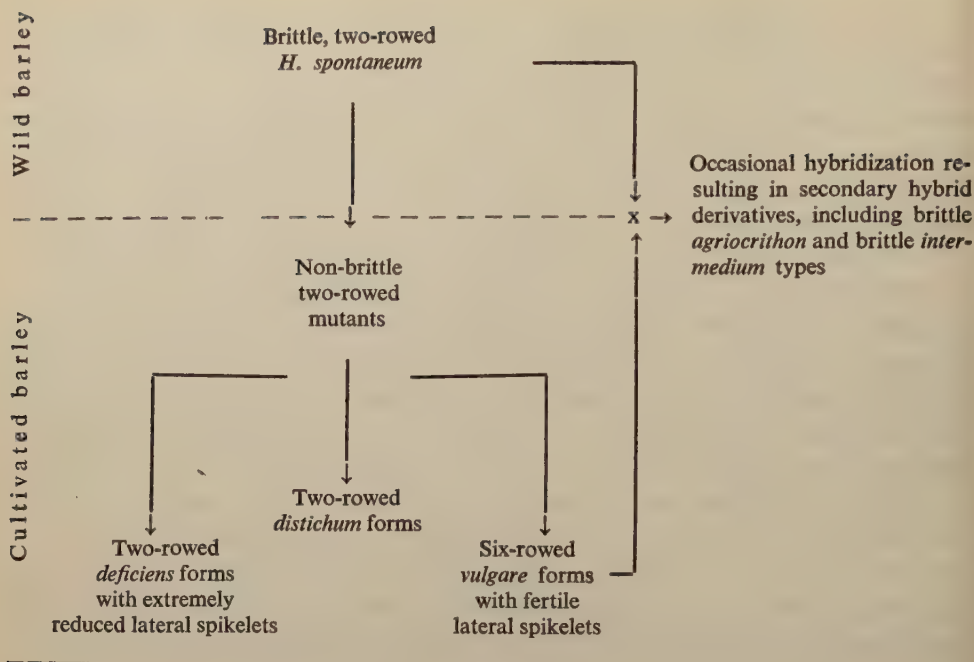 Wild barley
Brittle, two-rowed
H. spontaneum
x
Occasional hybridization re-
sulting in secondary hybrid
derivatives, including brittle
agriocrithon and brittle inter-
medium types
Cultivated barley
Non-brittle
two-rowed
mutants
Two-rowed
deficiens forms
with extremely
reduced lateral spikelets
Two-rowed
distichum forms
Six-rowed
vulgare forms
with fertile
lateral spikelets